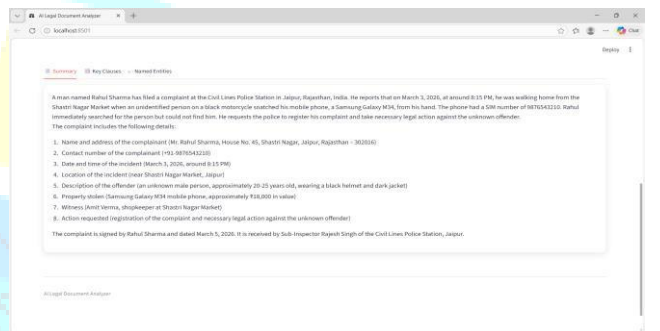 AI Legal Document Analyzer
localhost:8501
Chat
Deploy
Summary Key Clauses Named Entities
A man named Rahul Sharma has filed a complaint at the Civil Lines Police Station in Jaipur, Rajasthan, India. He reports that on March 3, 2026, at around 8:15 PM, he was walking home from the
Shastri Nagar Market when an unidentified person on a black motorcycle snatched his mobile phone, a Samsung Galaxy M34, from his hand. The phone had a SIM number of 9876543210. Rahul
immediately searched for the person but could not find him. He requests the police to register his complaint and take necessary legal action against the unknown offender.
The complaint includes the following details:
1. Name and address of the complainant (Mr. Rahul Sharma, House No. 45, Shastri Nagar, Jaipur, Rajasthan – 302016)
2. Contact number of the complainant (+91-9876543210)
3. Date and time of the incident (March 3, 2026, around 8:15 PM)
4. Location of the incident (near Shastri Nagar Market, Jaipur)
5. Description of the offender (an unknown male person, approximately 20-25 years old, wearing a black helmet and dark jacket)
6. Property stolen (Samsung Galaxy M34 mobile phone, approximately ₹18,000 in value)
7. Witness (Amit Verma, shopkeeper at Shastri Nagar Market)
8. Action requested (registration of the complaint and necessary legal action against the unknown offender)
The complaint is signed by Rahul Sharma and dated March 5, 2026. It is received by Sub-Inspector Rajesh Singh of the Civil Lines Police Station, Jaipur.
AI Legal Document Analyzer